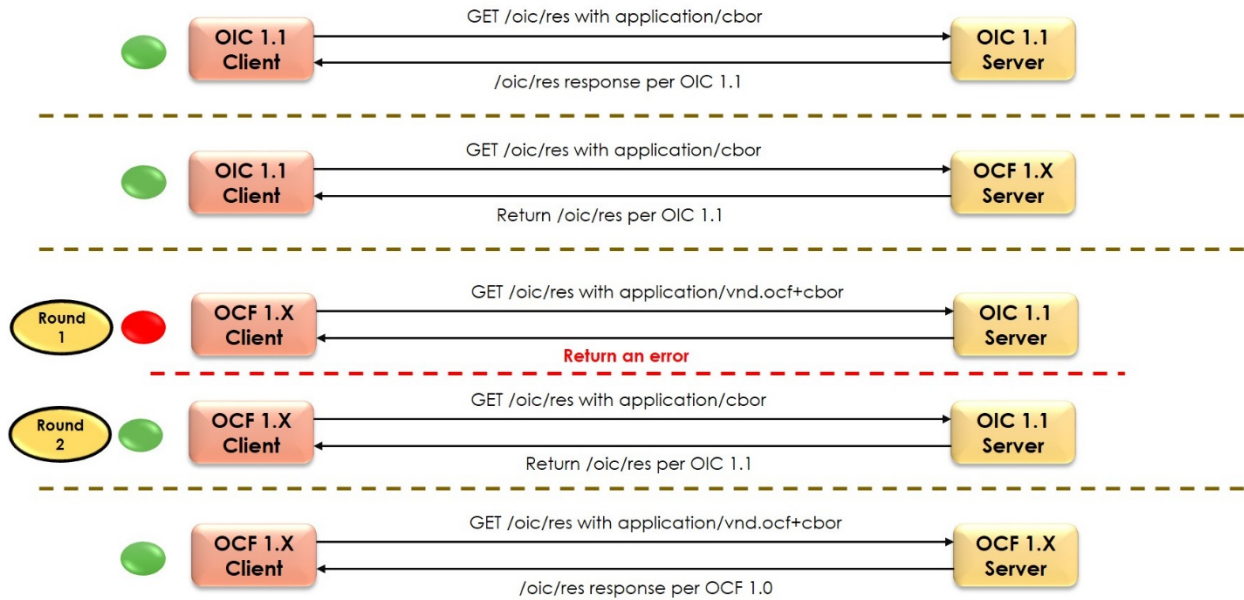 GET /oic/res with application/cbor
OIC 1.1
Client
OIC 1.1
Server
/oic/res response per OIC 1.1
GET /oic/res with application/cbor
OIC 1.1
Client
OCF 1.X
Server
Return /oic/res per OIC 1.1
GET /oic/res with application/vnd.ocf+cbor
Round
1
OCF 1.X
Client
OIC 1.1
Server
Return an error
GET /oic/res with application/cbor
Round
2
OCF 1.X
Client
OIC 1.1
Server
Return /oic/res per OIC 1.1
GET /oic/res with application/vnd.ocf+cbor
OCF 1.X
Client
OCF 1.X
Server
/oic/res response per OCF 1.0